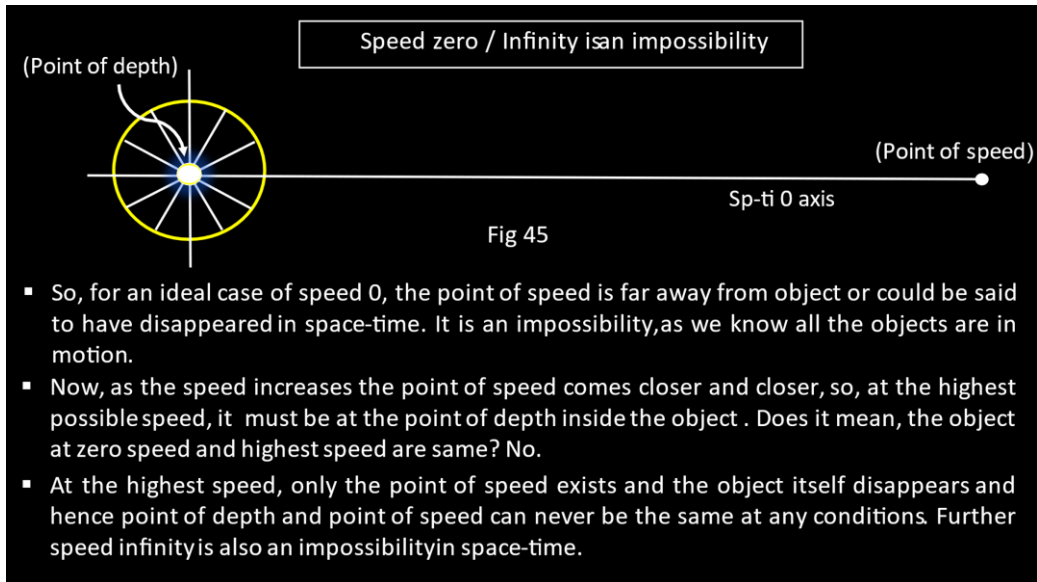 Speed zero / Infinity isan impossibility
(Point of depth)
(Point of speed)
Sp-ti 0 axis
Fig 45
▪ So, for an ideal case of speed 0, the point of speed is far away from object or could be said
to have disappeared in space-time. It is an impossibility,as we know all the objects are in
motion.
▪ Now, as the speed increases the point of speed comes closer and closer, so, at the highest
possible speed, it must be at the point of depth inside the object . Does it mean, the object
at zero speed and highest speed are same? No.
▪ At the highest speed, only the point of speed exists and the object itself disappears and
hence point of depth and point of speed can never be the same at any conditions. Further
speed infinity is also an impossibilityin space-time.